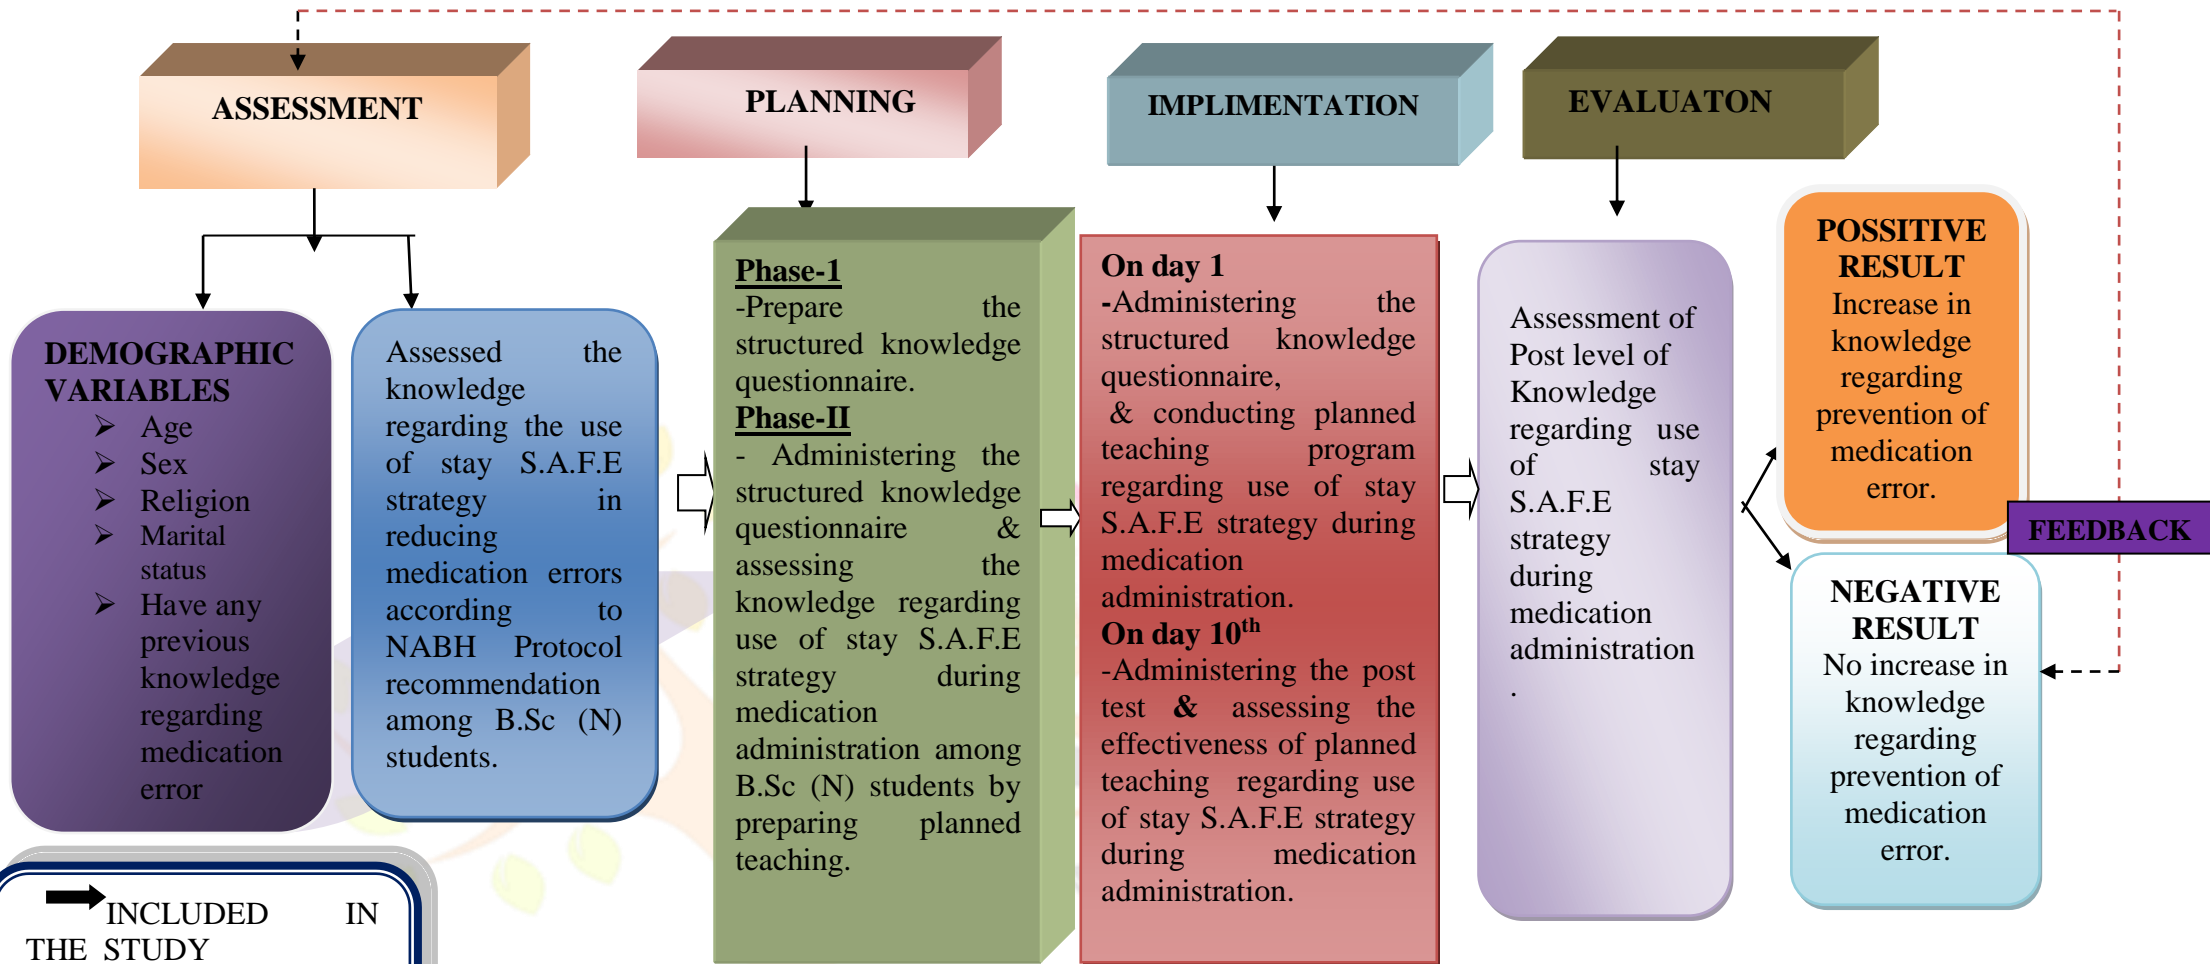 ASSESSMENT
PLANNING
IMPLIMENTATION
EVALUATON
DEMOGRAPHIC
VARIABLES
➢ Age
➢ Sex
➢ Religion
➢ Marital
status
➢ Have any
previous
knowledge
regarding
medication
error
Assessed the
knowledge
regarding the use
of stay S.A.F.E
strategy in
reducing
medication errors
according to
NABH Protocol
recommendation
among B.Sc (N)
students.
Phase-1
-Prepare the
structured knowledge
questionnaire.
Phase-II
- Administering the
structured knowledge
questionnaire &
assessing the
knowledge regarding
use of stay S.A.F.E
strategy during
medication
administration among
B.Sc (N) students by
preparing planned
teaching.
On day 1
-Administering the
structured knowledge
questionnaire,
& conducting planned
teaching program
regarding use of stay
S.A.F.E strategy during
medication
administration.
On day 10th
-Administering the post
test & assessing the
effectiveness of planned
teaching regarding use
of stay S.A.F.E strategy
during medication
administration.
Assessment of
Post level of
Knowledge
regarding use
of stay
S.A.F.E
strategy
during
medication
administration
.
POSSITIVE
RESULT
Increase in
knowledge
regarding
prevention of
medication
error.
FEEDBACK
NEGATIVE
RESULT
No increase in
knowledge
regarding
prevention of
medication
error.
INCLUDED IN
THE STUDY